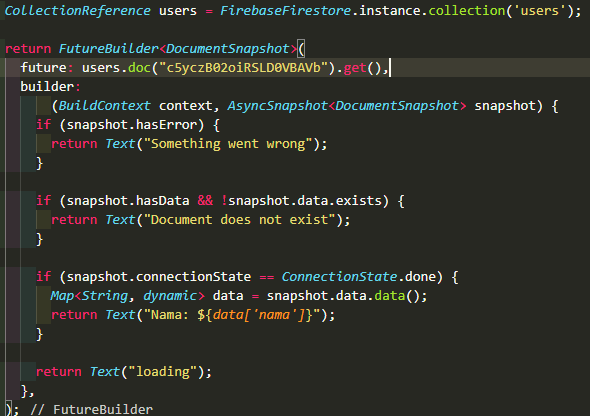 CollectionReference users = FirebaseFirestore.instance.collection('users');
return FutureBuilder<DocumentSnapshot>(
future: users.doc("c5yczB02oiRSLD0VBAVb").get(),
builder:
(BuildContext context, AsyncSnapshot<DocumentSnapshot> snapshot) {
if (snapshot.hasError) {
return Text("Something went wrong");
}
if (snapshot.hasData && !snapshot.data.exists) {
return Text("Document does not exist");
}
if (snapshot.connectionState == ConnectionState.done) {
Map<String, dynamic> data = snapshot.data.data();
return Text("Nama: ${data['nama']}");
}
return Text("loading");
},
); // FutureBuilder